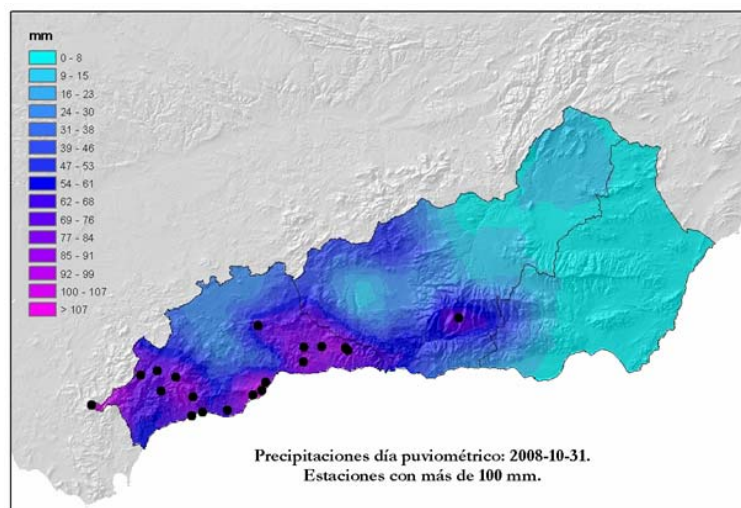 mm
0 - 8
9 - 15
16 - 23
24 - 30
31 - 38
39 - 46
47 - 53
54 - 61
62 - 68
69 - 76
77 - 84
85 - 91
92 - 99
100 - 107
> 107
Precipitaciones día puviométrico: 2008-10-31.
Estaciones con más de 100 mm.